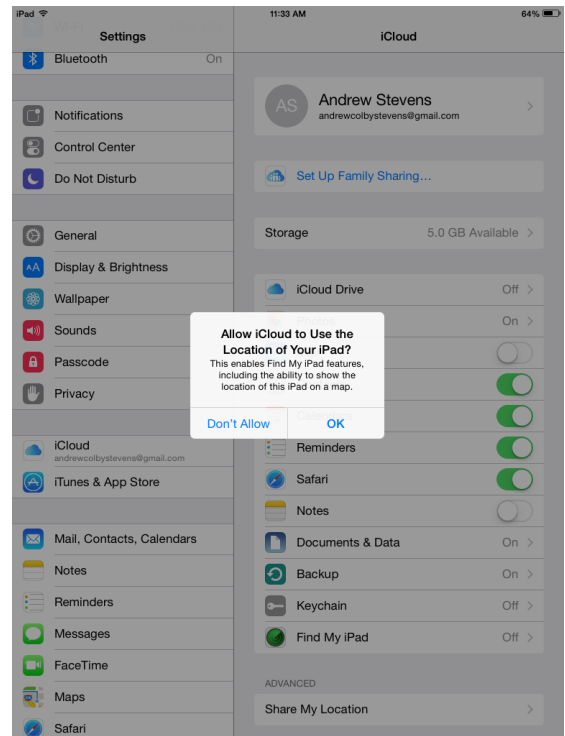 iPad
11:33 AM
64%
Settings
iCloud
Bluetooth
On
Notifications
Control Center
Do Not Disturb
General
Display & Brightness
Wallpaper
Sounds
Passcode
Privacy
iCloud
andrewcolbystevens@gmail.com
iTunes & App Store
Mail, Contacts, Calendars
Notes
Reminders
Messages
FaceTime
Maps
Safari
AS
Andrew Stevens
andrewcolbystevens@gmail.com
Set Up Family Sharing...
Storage
5.0 GB Available
iCloud Drive
Off
Photos
On
Allow iCloud to Use the
Location of Your iPad?
This enables Find My iPad features,
including the ability to show the
location of this iPad on a map.
Don't Allow
OK
Calendars
Reminders
Safari
Notes
Documents & Data
On
Backup
On
Keychain
Off
Find My iPad
Off
ADVANCED
Share My Location